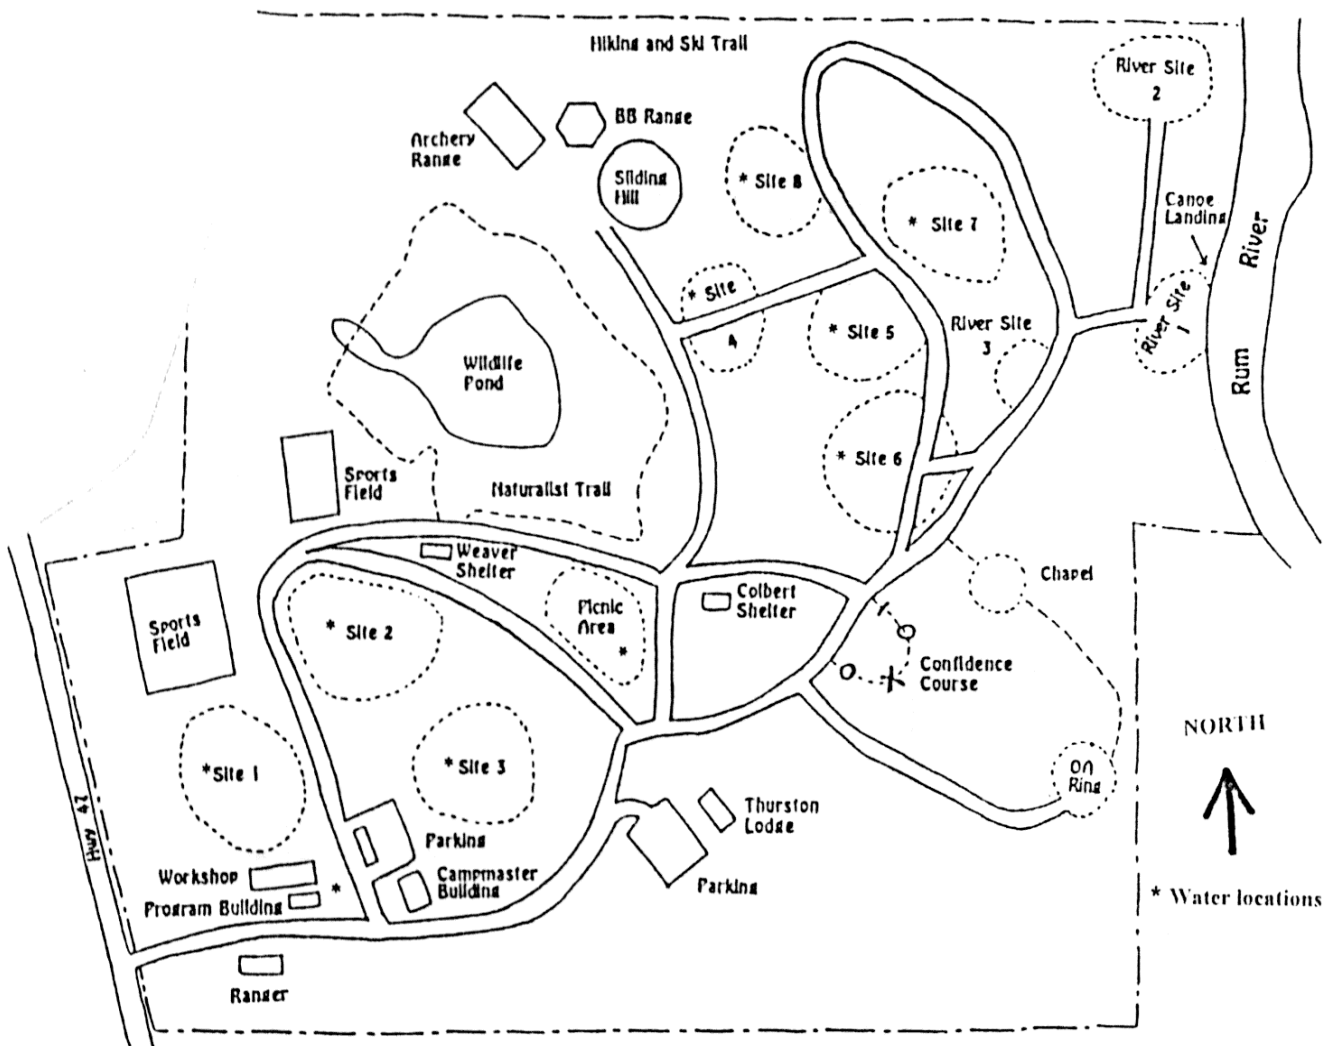 Hiking and Ski Trail
River Site
2
BB Range
Archery
Range
Sliding
Hill
* Site 8
* Site 7
Canoe
Landing
Rum River
* Site
4
* Site 5
River Site
3
River Site
1
Wildlife
Pond
* Site 6
Sports
Field
Naturalist Trail
Weaver
Shelter
Chapel
Colbert
Shelter
Picnic
Area
*
Sports
Field
* Site 2
Confidence
Course
NORTH
* Site 1
* Site 3
OA
Ring
Hwy 47
Thurston
Lodge
Parking
Workshop
Campmaster
Building
*
Parking
Program Building
* Water locations
Ranger